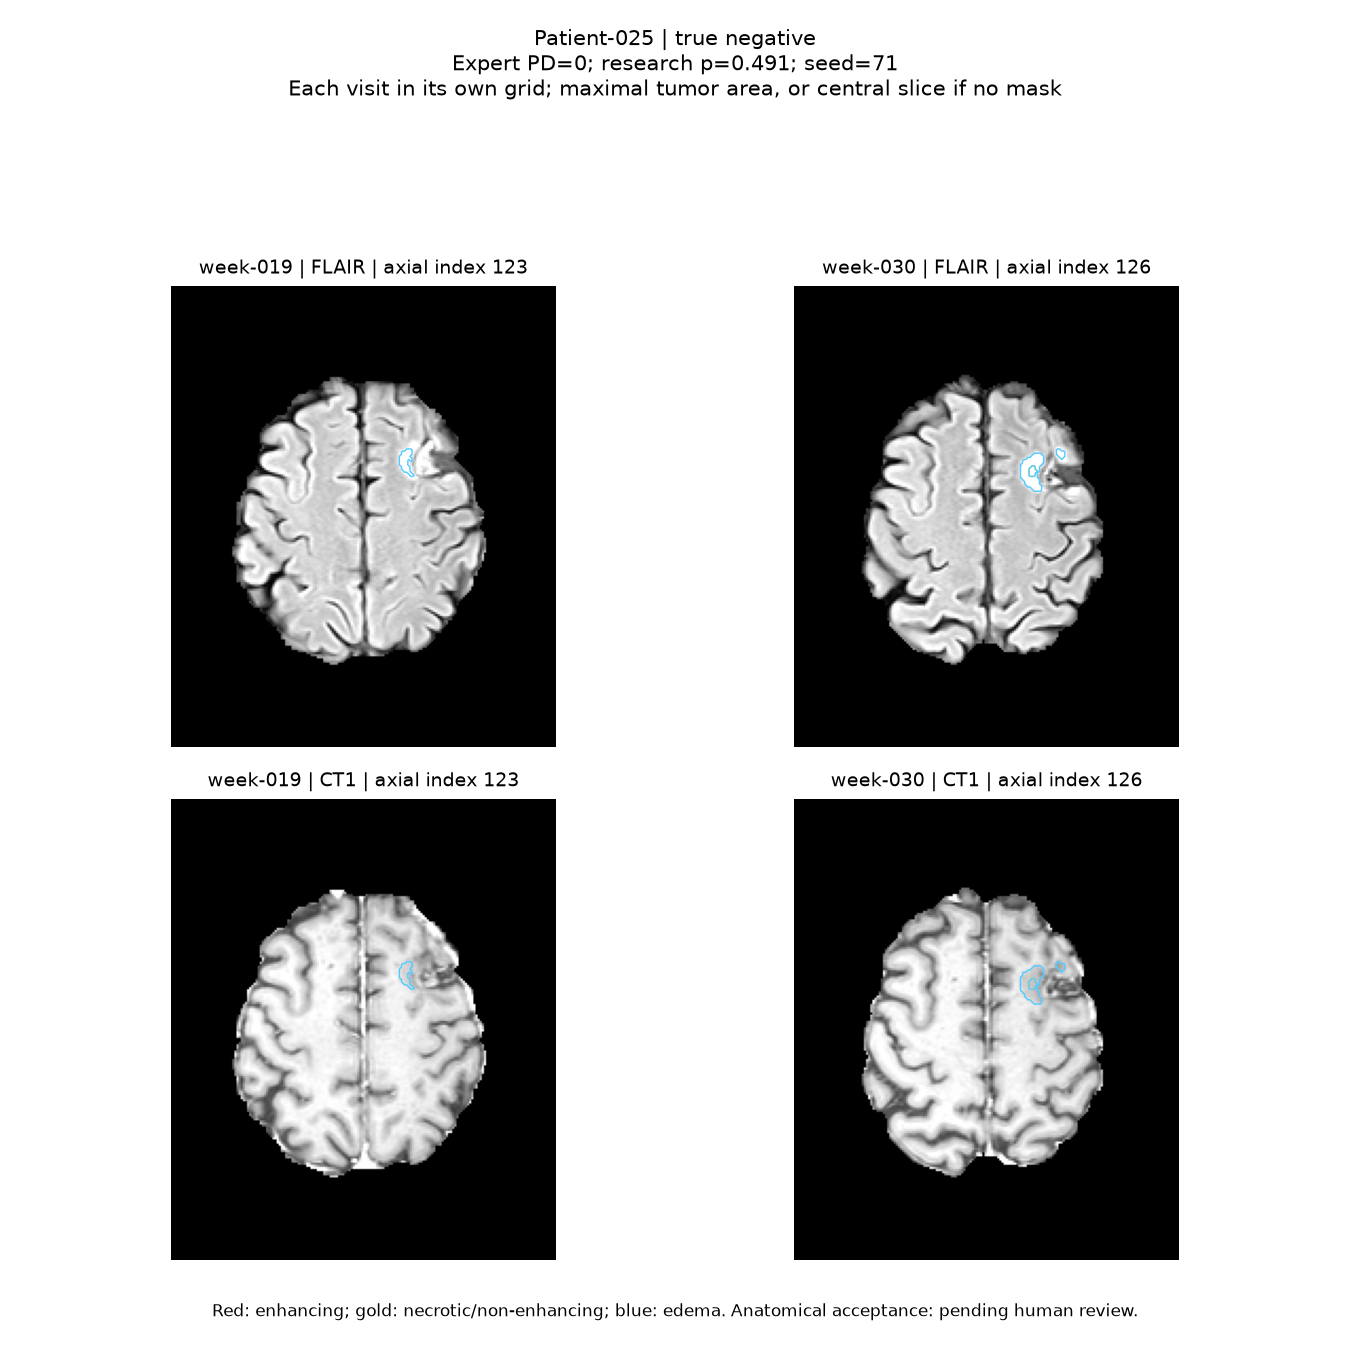 Patient-025 | true negative
Expert PD=0; research p=0.491; seed=71
Each visit in its own grid; maximal tumor area, or central slice if no mask
week-019 | FLAIR | axial index 123
week-030 | FLAIR | axial index 126
week-019 | CT1 | axial index 123
week-030 | CT1 | axial index 126
Red: enhancing; gold: necrotic/non-enhancing; blue: edema. Anatomical acceptance: pending human review.